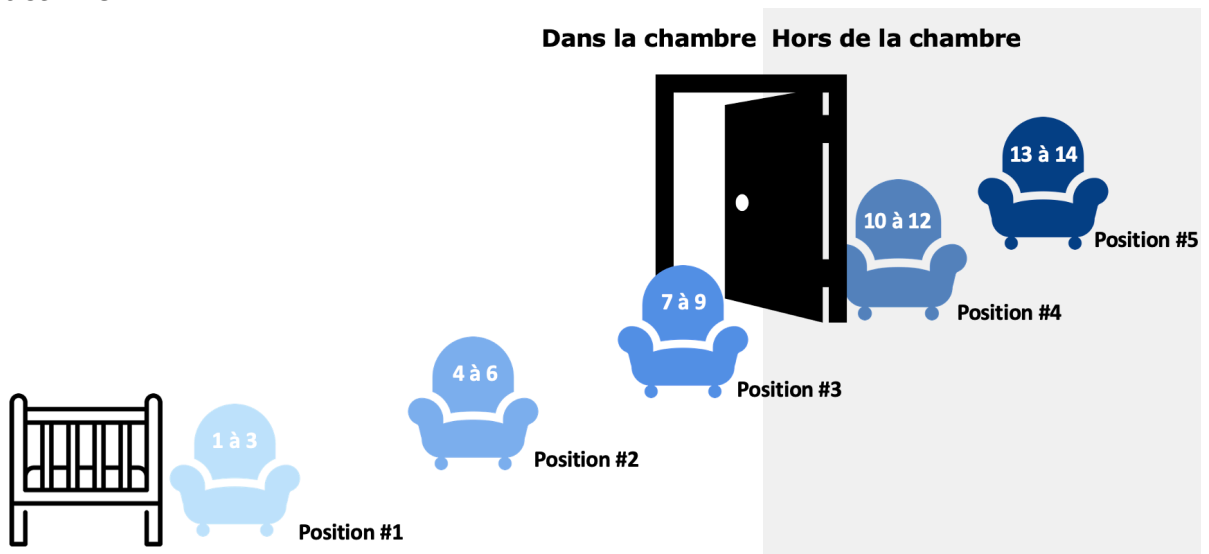 Dans la chambre Hors de la chambre
13 à 14
Position #5
10 à 12
Position #4
7 à 9
Position #3
4 à 6
Position #2
1 à 3
Position #1